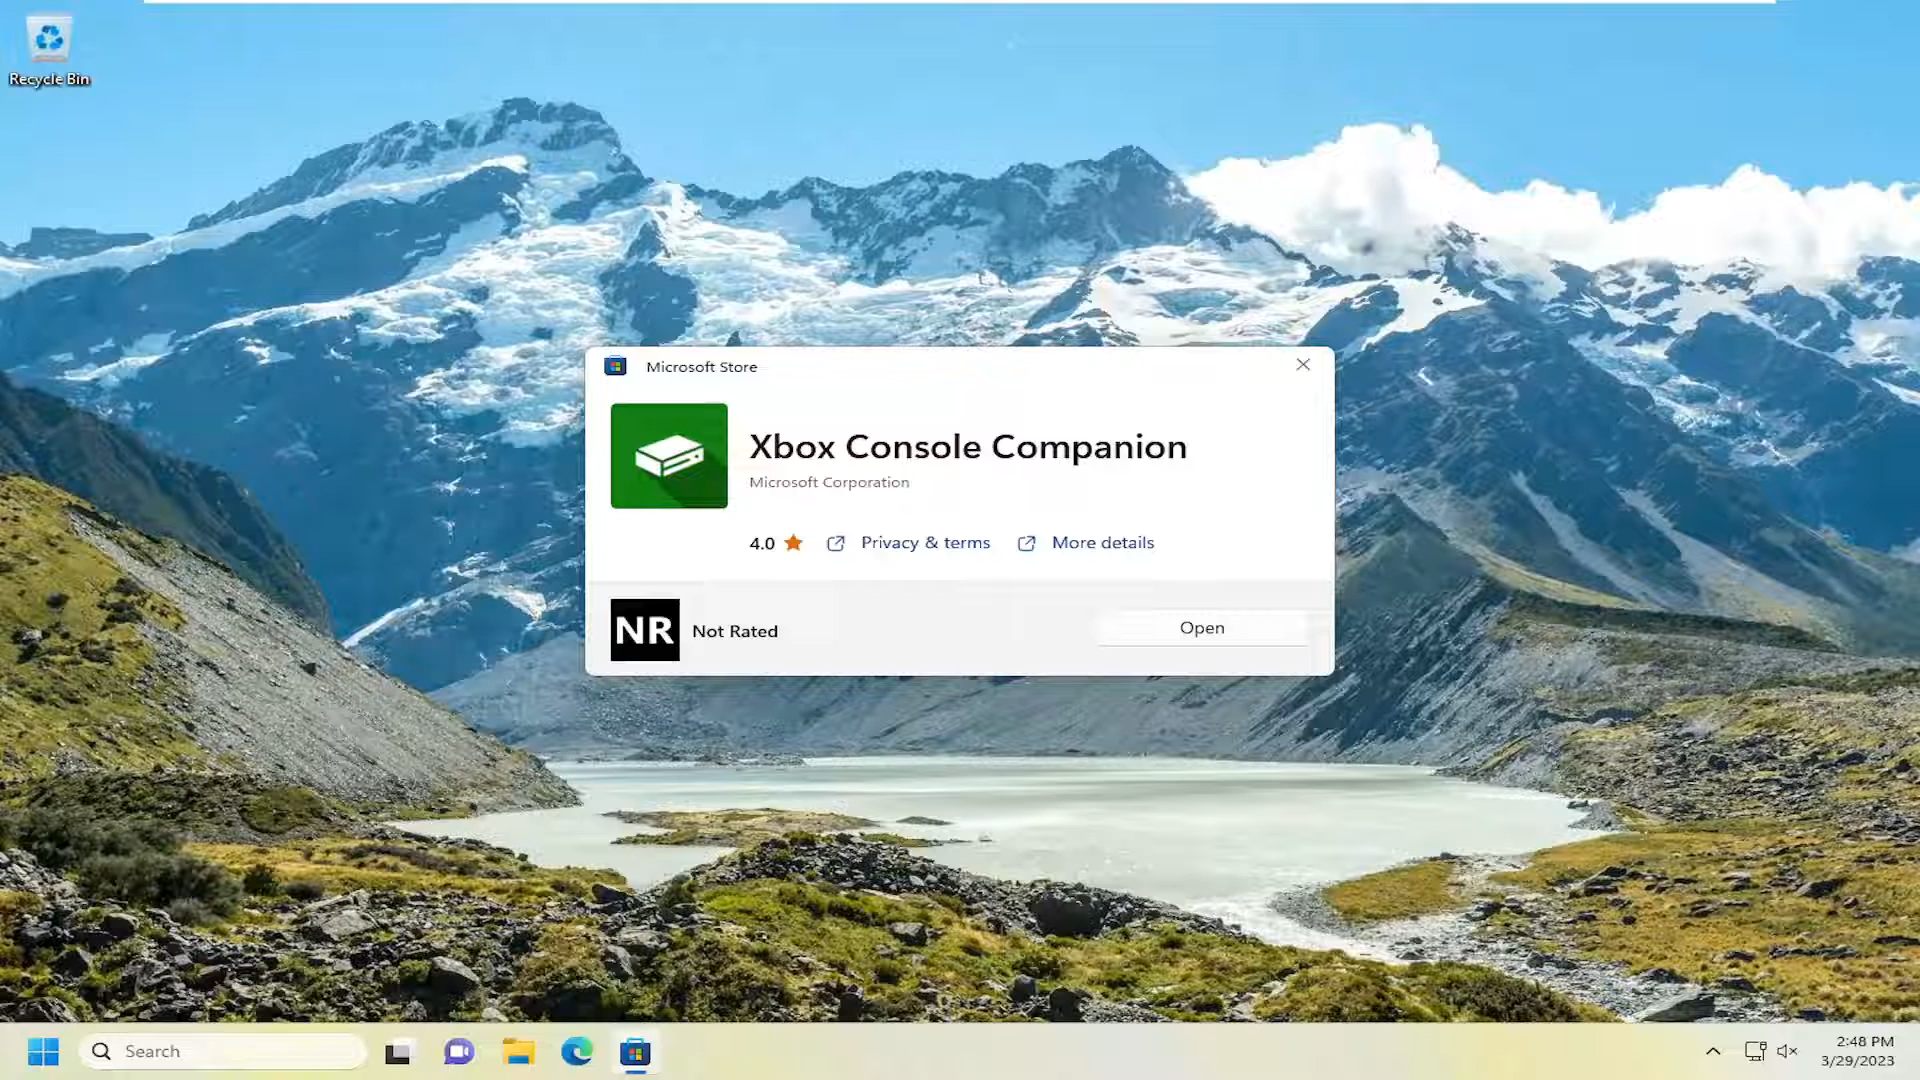 Recycle Bin
Microsoft Store
Xbox Console Companion
Microsoft Corporation
4.0
Privacy & terms
More details
NR
Not Rated
Open
Search
2:48 PM
3/29/2023